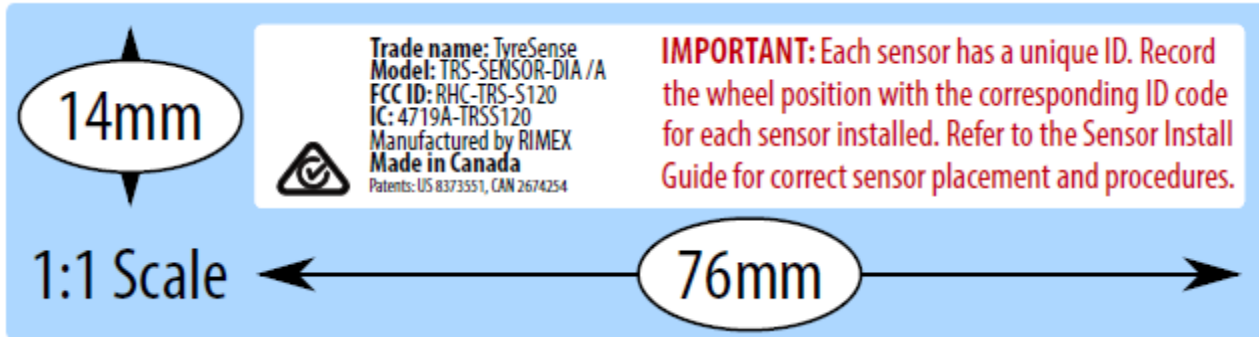 14mm
Trade name: TyreSense
Model: TRS-SENSOR-DIA /A
FCC ID: RHC-TRS-S120
IC: 4719A-TRSS120
Manufactured by RIMEX
Made in Canada
Patents: US 8373551, CAN 2674254
IMPORTANT: Each sensor has a unique ID. Record
the wheel position with the corresponding ID code
for each sensor installed. Refer to the Sensor Install
Guide for correct sensor placement and procedures.
1:1 Scale
76mm